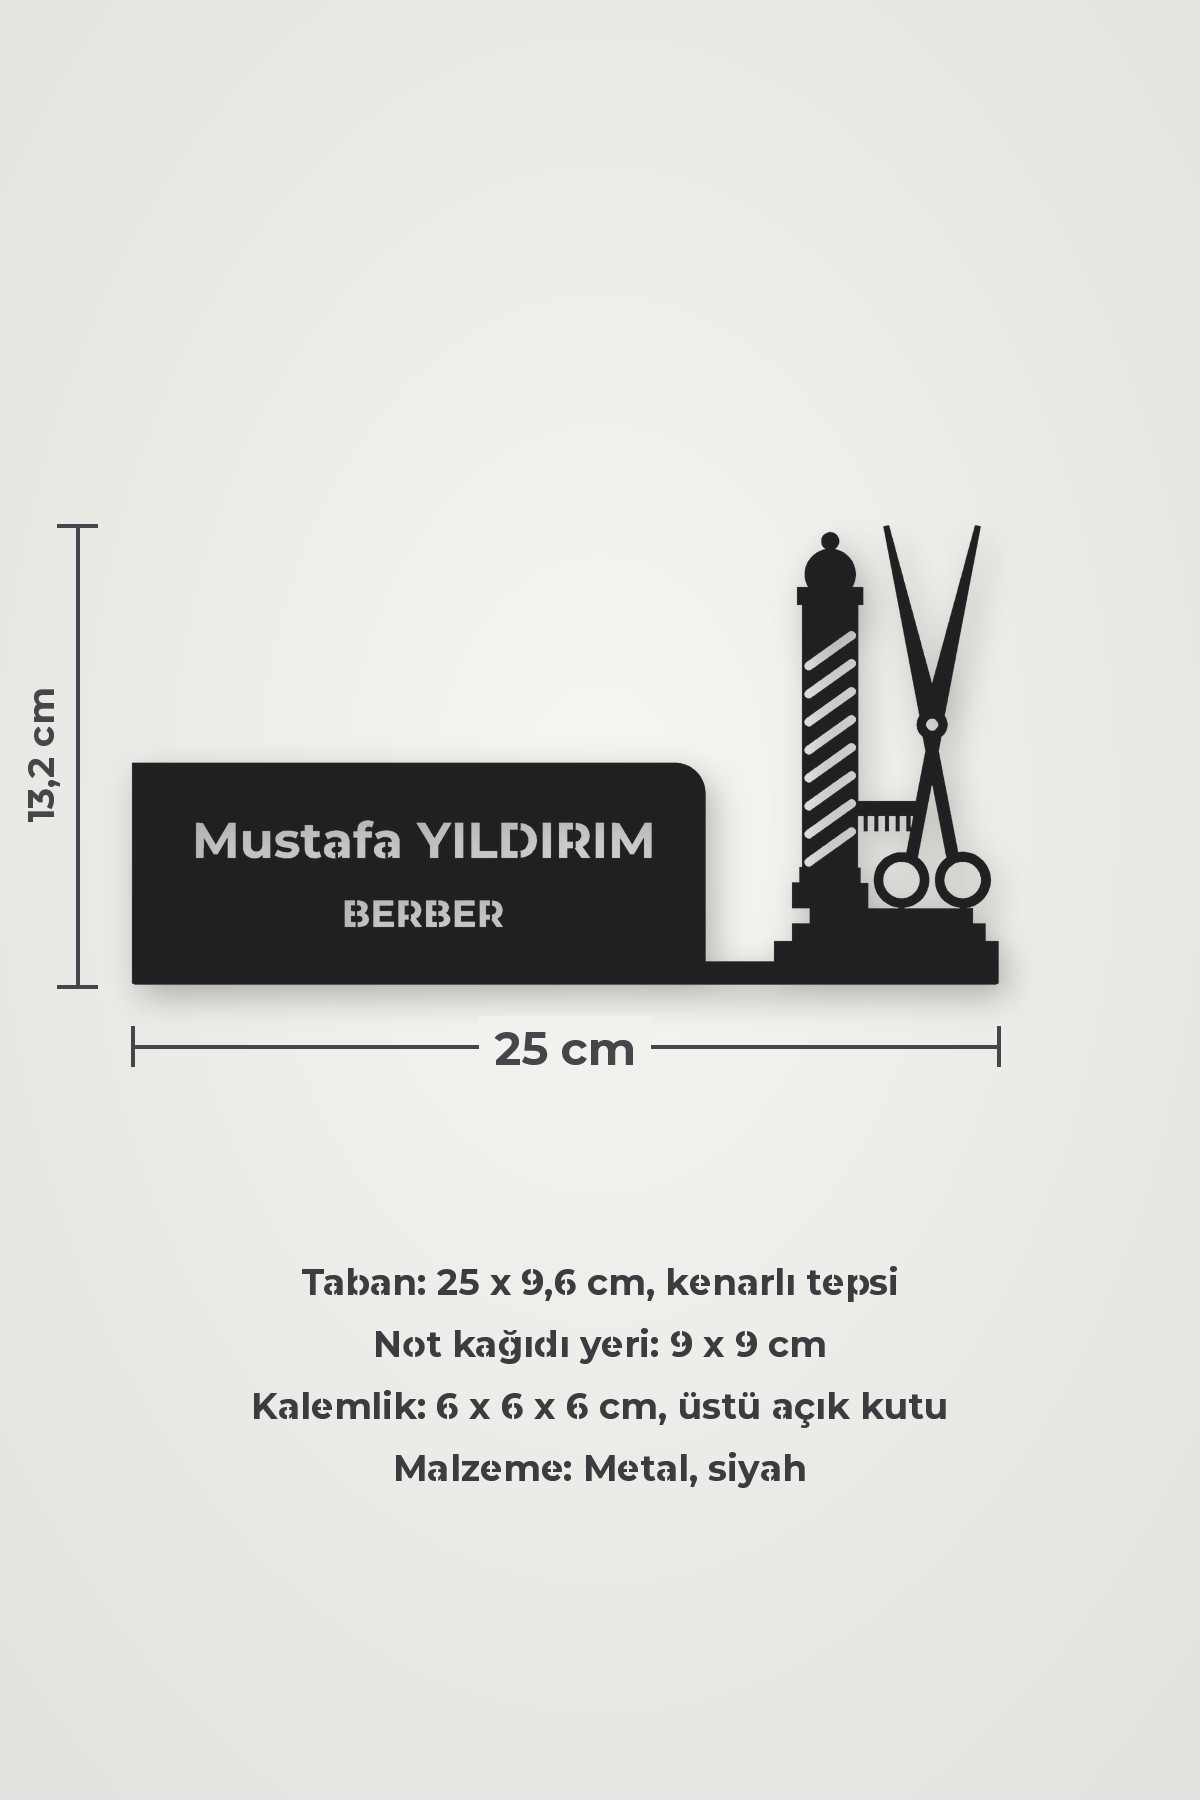 13,2 cm
Mustafa YILDIRIM
BERBER
25 cm
Taban: 25 x 9,6 cm, kenarlı tepsi
Not kağıdı yeri: 9 x 9 cm
Kalemlik: 6 x 6 x 6 cm, üstü açık kutu
Malzeme: Metal, siyah